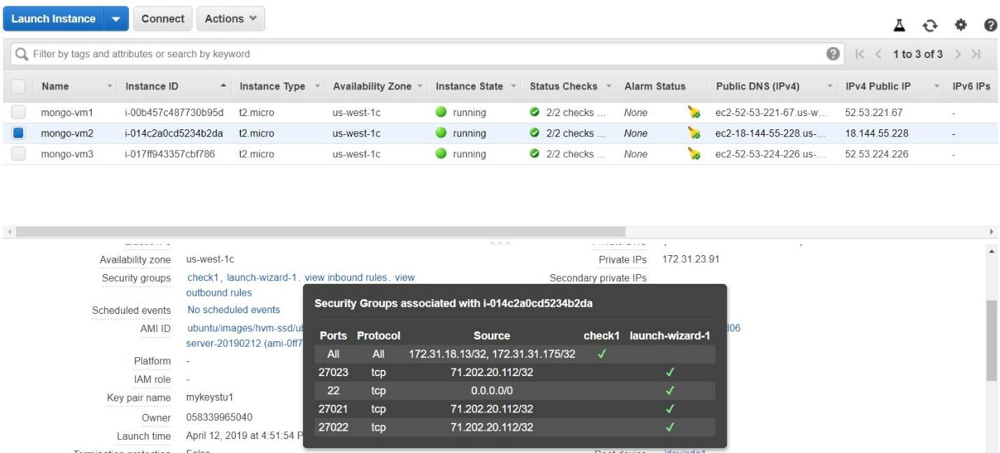 Launch Instance Connect Actions
Filter by tags and attributes or search by keyword 1 to 3 of 3
Name Instance ID Instance Type Availability Zone Instance State Status Checks Alarm Status Public DNS (IPv4) IPv4 Public IP IPv6 IPs
mongo-vm1 i-00b457c487730b95d t2.micro us-west-1c running 2/2 checks ... None ec2-52-53-221-67.us-w... 52.53.221.67 -
mongo-vm2 i-014c2a0cd5234b2da t2.micro us-west-1c running 2/2 checks ... None ec2-18-144-55-228.us-... 18.144.55.228 -
mongo-vm3 i-017ff943357cbf786 t2.micro us-west-1c running 2/2 checks ... None ec2-52-53-224-226.us-... 52.53.224.226 -
Availability zone us-west-1c Private IPs 172.31.23.91
Security groups check1, launch-wizard-1. view inbound rules. view Secondary private IPs
outbound rules
Security Groups associated with i-014c2a0cd5234b2da
Scheduled events No scheduled events
AMI ID ubuntu/images/hvm-ssd/ d06
server-20190212 (ami-0ff7
Ports Protocol Source check1 launch-wizard-1
All All 172.31.18.13/32, 172.31.31.175/32 ✓
27023 tcp 71.202.20.112/32 ✓
22 tcp 0.0.0.0/0 ✓
27021 tcp 71.202.20.112/32 ✓
27022 tcp 71.202.20.112/32 ✓
Platform -
IAM role -
Key pair name mykeystu1
Owner 058339965040
Launch time April 12, 2019 at 4:51:54 P